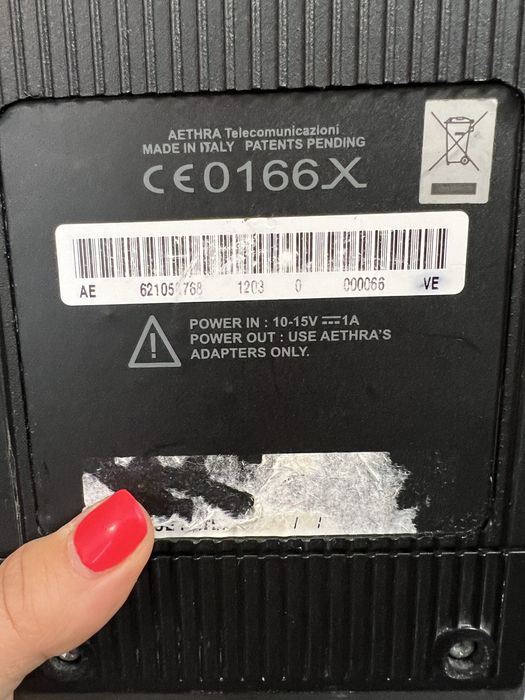 AETHRA Telecomunicazioni
MADE IN ITALY PATENTS PENDING
CE0166X
AE 1203 0 000066 VE
POWER IN : 10-15V ⎓ 1A
POWER OUT : USE AETHRA'S
ADAPTERS ONLY.